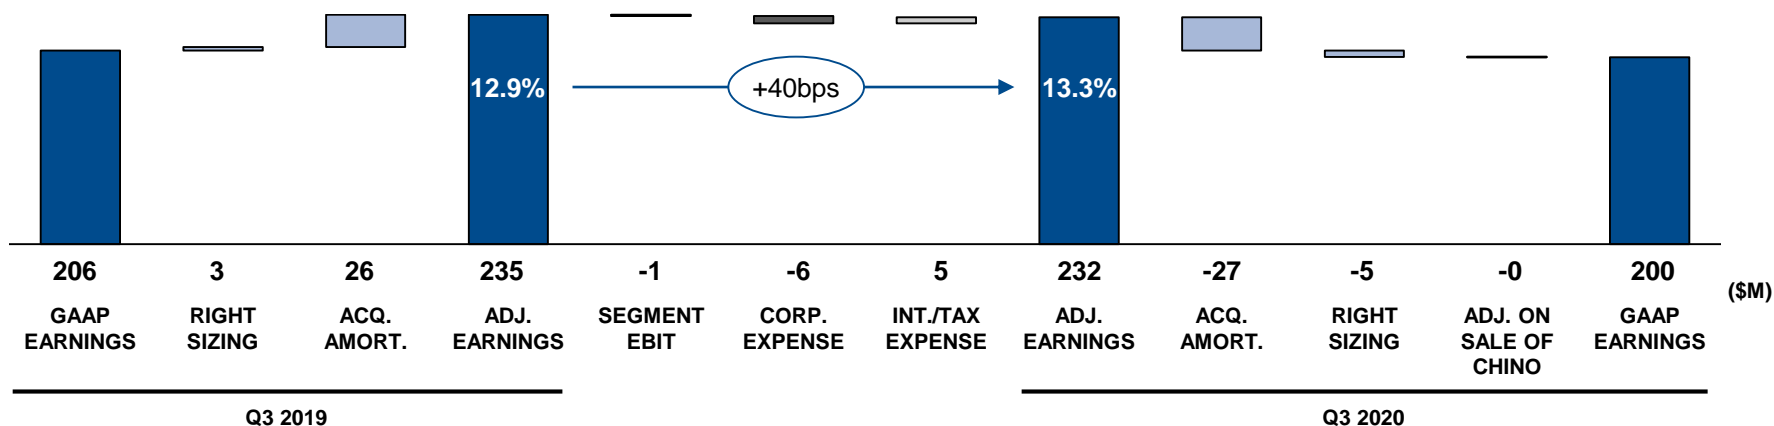 12.9%
+40bps
13.3%
206
3
26
235
-1
-6
5
232
-27
-5
-0
200
($M)
GAAP
EARNINGS
RIGHT
SIZING
ACQ.
AMORT.
ADJ.
EARNINGS
SEGMENT
EBIT
CORP.
EXPENSE
INT./TAX
EXPENSE
ADJ.
EARNINGS
ACQ.
AMORT.
RIGHT
SIZING
ADJ. ON
SALE OF
CHINO
GAAP
EARNINGS
Q3 2019
Q3 2020